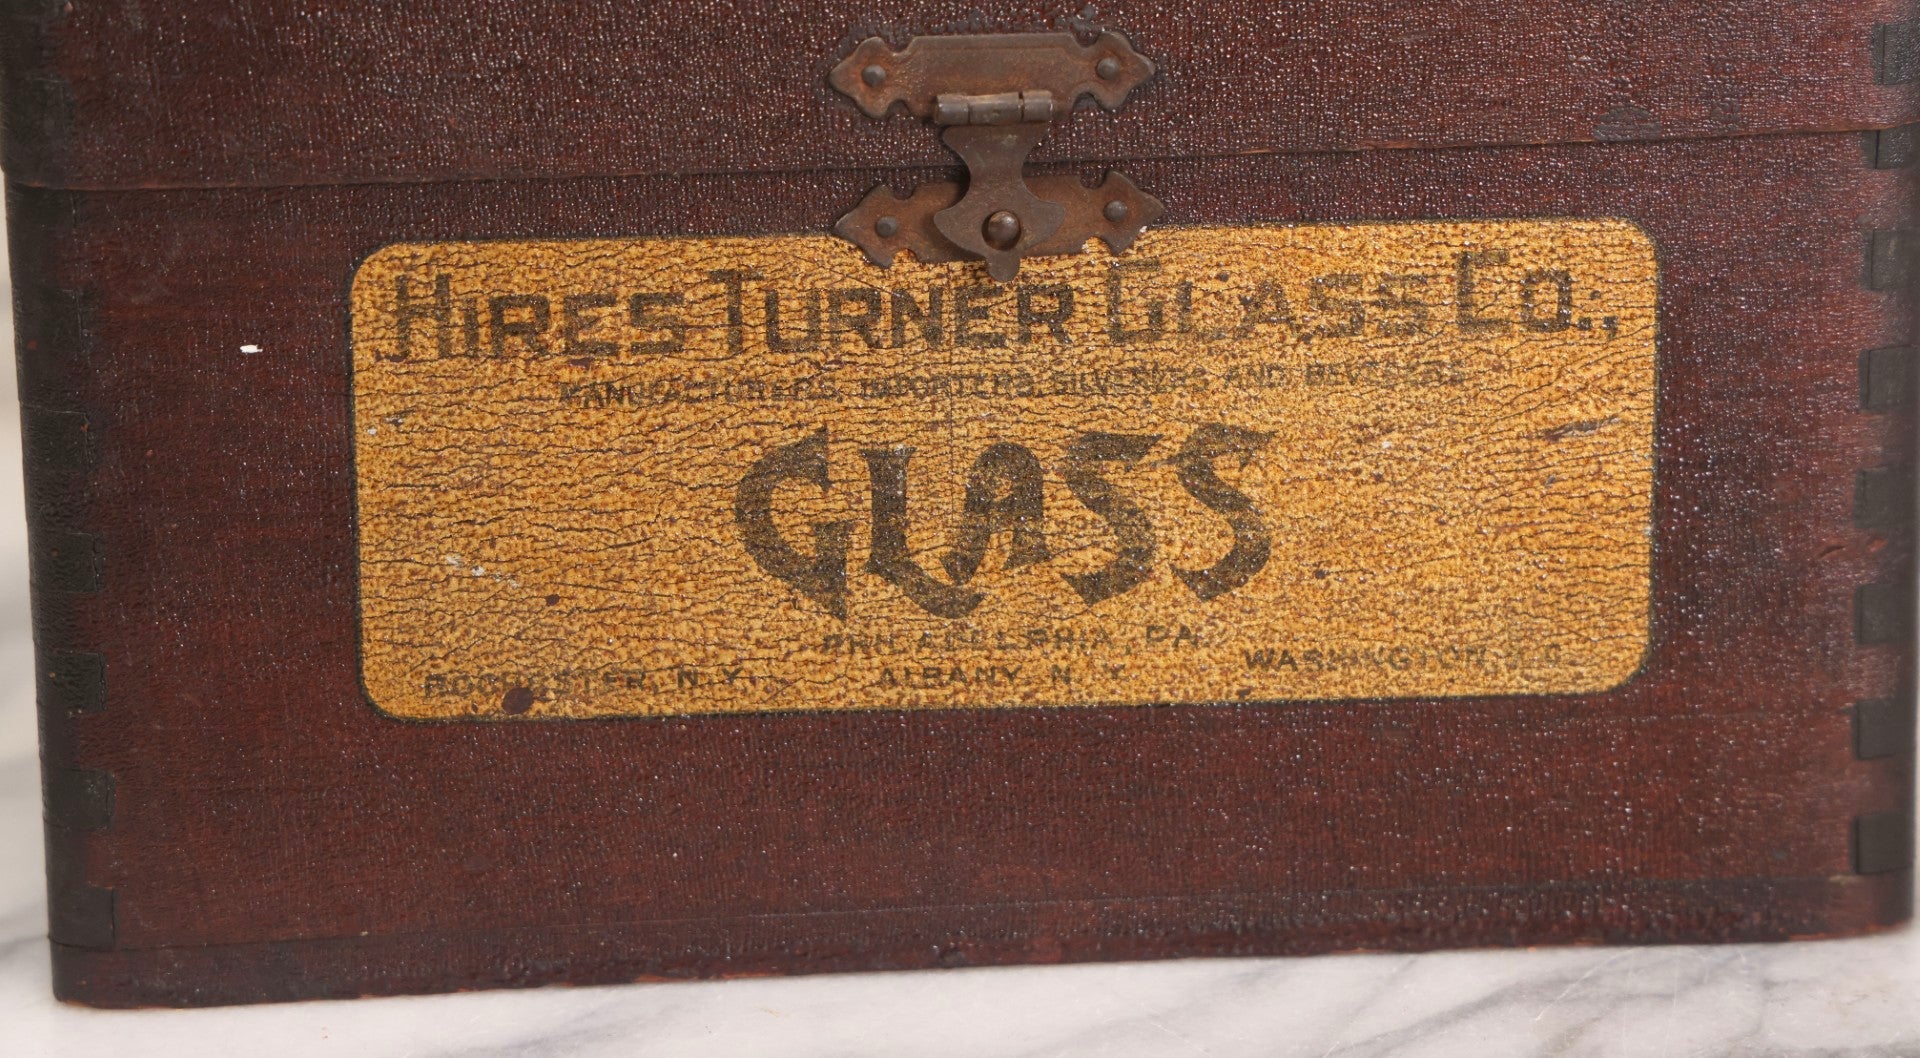 HIRES TURNER GLASS CO.,
MANUFACTURERS, IMPORTERS, SILVERERS AND BEVELERS
GLASS
PHILADELPHIA, PA.
ROCHESTER, N.Y. ALBANY, N.Y. WASHINGTON, D.C.